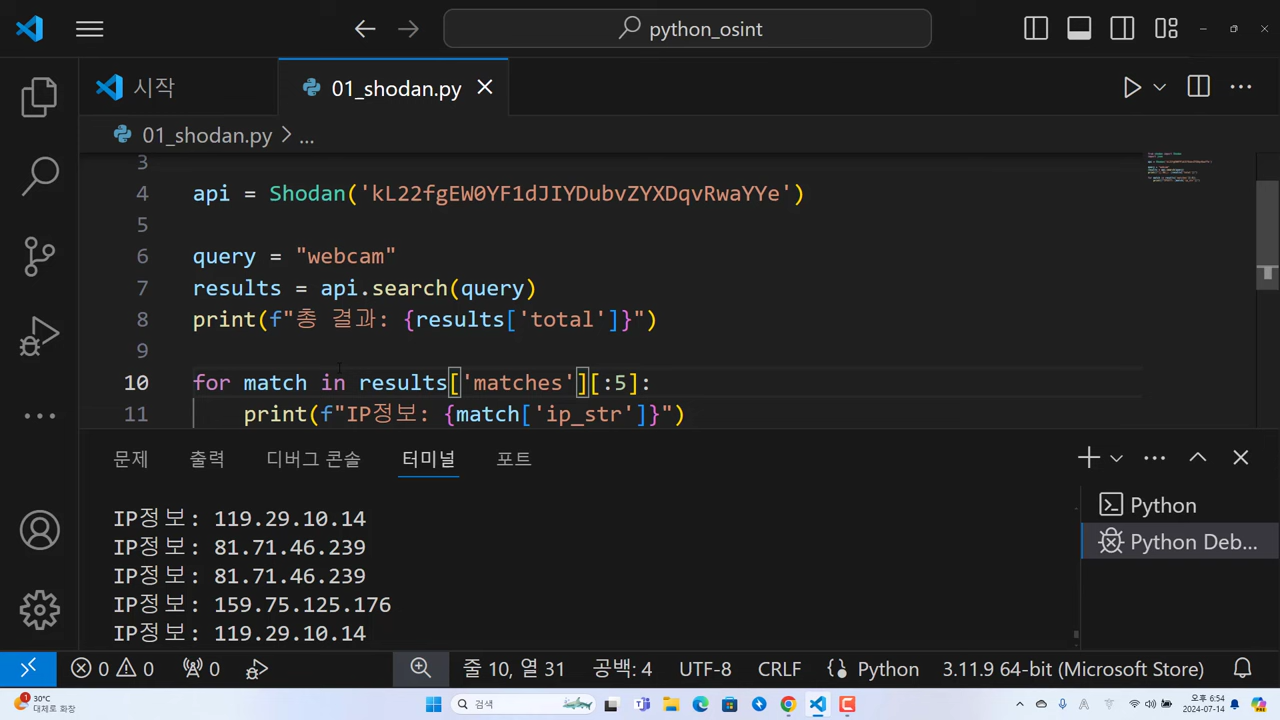 python_osint
시작
01_shodan.py
01_shodan.py > ...
3
4 api = Shodan('kL22fgEW0YF1dJIYDubvZYXDqvRwaYYe')
5
6 query = "webcam"
7 results = api.search(query)
8 print(f"총 결과: {results['total']}")
9
10 for match in results['matches'][:5]:
11 print(f"IP정보: {match['ip_str']}")
문제 출력 디버그 콘솔 터미널 포트
IP정보: 119.29.10.14
IP정보: 81.71.46.239
IP정보: 81.71.46.239
IP정보: 159.75.125.176
IP정보: 119.29.10.14
Python
Python Deb...
0 0 0 줄 10, 열 31 공백: 4 UTF-8 CRLF Python 3.11.9 64-bit (Microsoft Store)
1
30°C
대체로 화창
검색
A
오후 6:54
2024-07-14